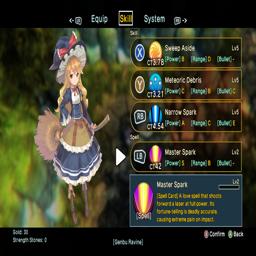 Equip Skill System
Skill
X Sweep Aside Lv5
CT3.78 [Power] B [Range] D [Bullet] -
Y Meteoric Debris Lv5
CT3.21 [Power] C [Range] B [Bullet] -
RB Narrow Spark Lv5
CT4.54 [Power] A [Range] C [Bullet] E
Spell
LB Master Spark Lv2
CT42 [Power] S [Range] A [Bullet] A
Master Spark Lv2
[Spell Card] A love spell that shoots
forward a laser at full power. Its
fortune-telling is deadly accurate
causing extreme pain on impact.
[Spell]
Gold: 30
Strength Stones: 0
[Genbu Ravine]
Confirm Back